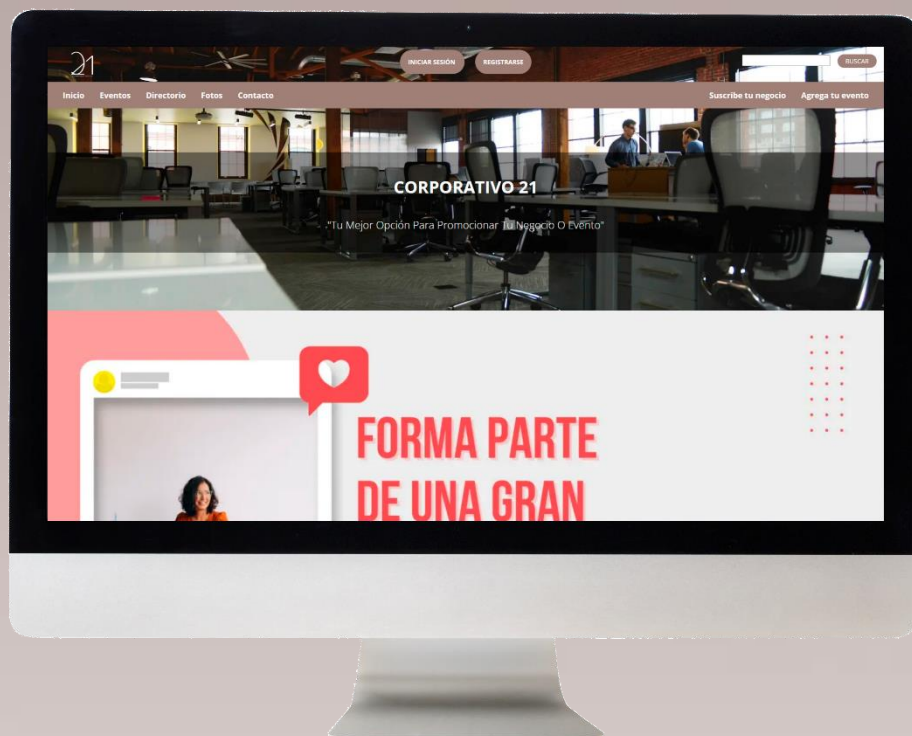 21
INICIAR SESIÓN
REGISTRARSE
BUSCAR
Inicio
Eventos
Directorio
Fotos
Contacto
Suscribe tu negocio
Agrega tu evento
CORPORATIVO 21
."Tu Mejor Opción Para Promocionar Tu Negocio O Evento"
FORMA PARTE
DE UNA GRAN